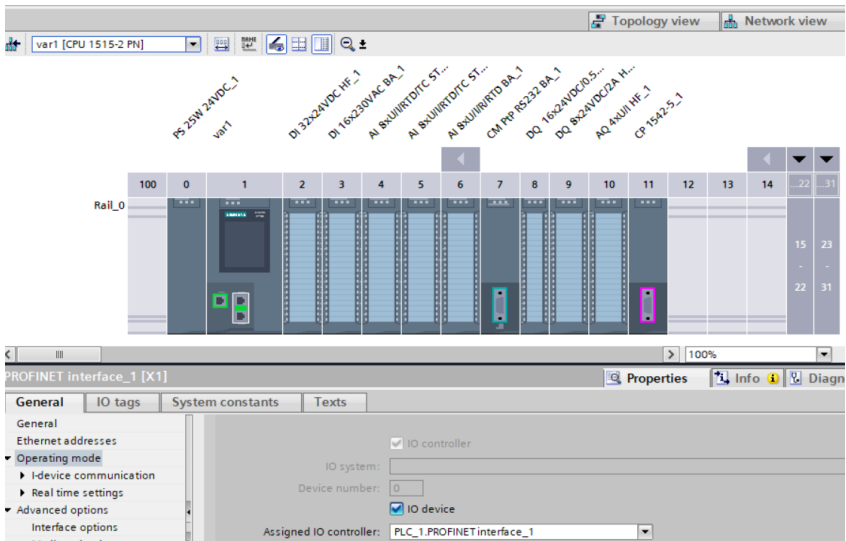 Topology view
Network view
var1 [CPU 1515-2 PN]
NAME
PS 25W 24VDC_1
var1
DI 32x24VDC HF_1
DI 16x230VAC BA_1
AI 8xU/I/RTD/TC ST...
AI 8xU/I/RTD/TC ST...
AI 8xU/I/R/RTD BA_1
CM PtP RS232 BA_1
DQ 16x24VDC/0.5...
DQ 8x24VDC/2A H...
AQ 4xU/I HF_1
CP 1542-5_1
100 0 1 2 3 4 5 6 7 8 9 10 11 12 13 14 ...22 ...31
Rail_0
SIEMENS
15 23
- -
22 31
100%
PROFINET interface_1 [X1]
Properties
Info
Diagn
General
IO tags
System constants
Texts
General
Ethernet addresses
Operating mode
I-device communication
Real time settings
Advanced options
Interface options
IO controller
IO system:
Device number: 0
IO device
Assigned IO controller: PLC_1.PROFINET interface_1